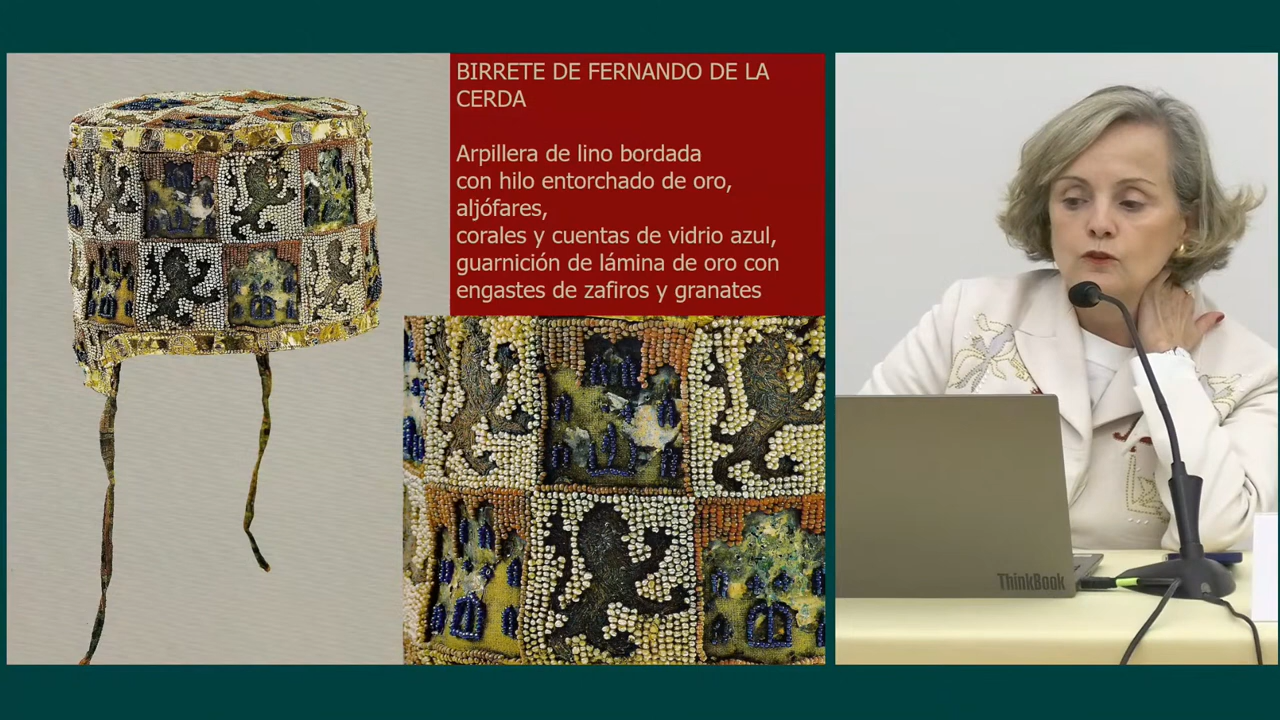 BIRRETE DE FERNANDO DE LA
CERDA
Arpillera de lino bordada
con hilo entorchado de oro,
aljófares,
corales y cuentas de vidrio azul,
guarnición de lámina de oro con
engastes de zafiros y granates
ThinkBook